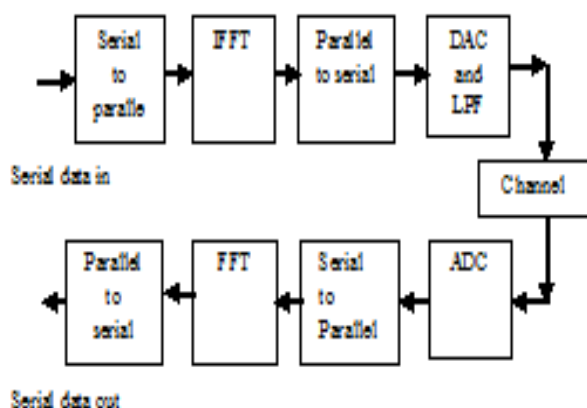 Serial
to
paralle
IFFT
Parallel
to serial
DAC
and
LPF
Serial data in
Channel
Parallel
to
serial
FFT
Serial
to
Parallel
ADC
Serial data out